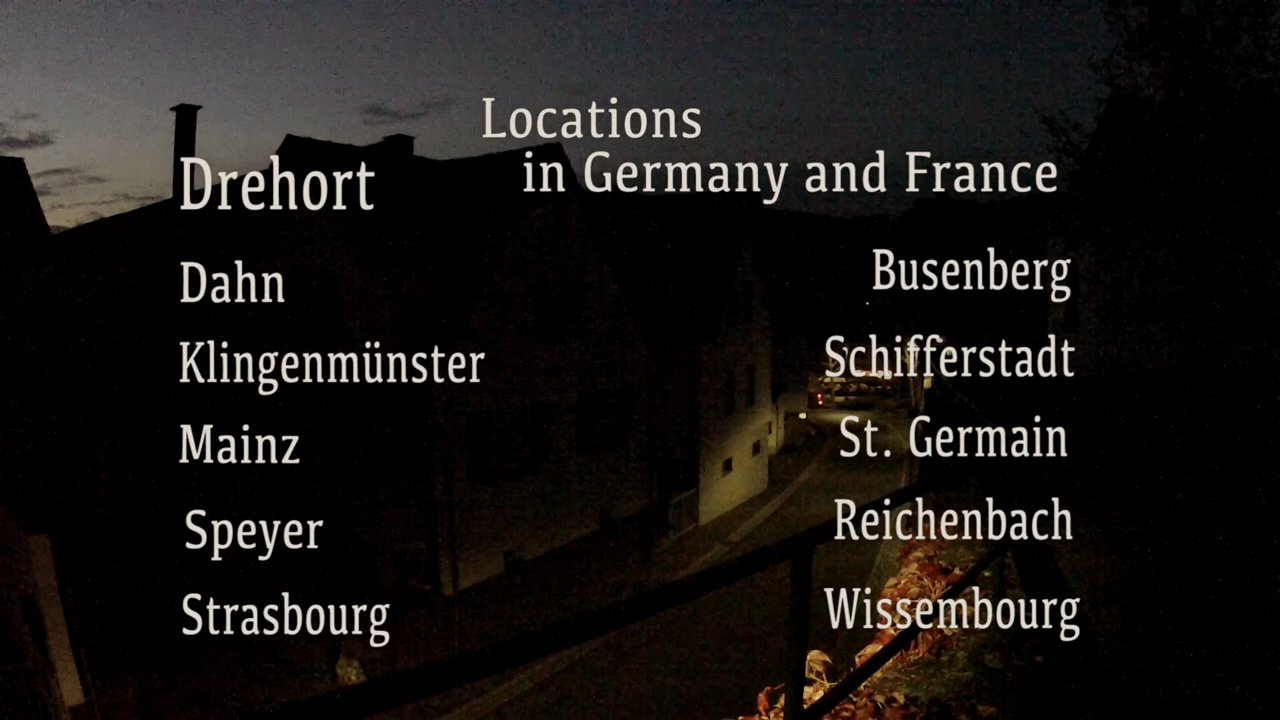 Locations
in Germany and France
Drehort
Dahn
Busenberg
Klingenmünster
Schifferstadt
Mainz
St. Germain
Speyer
Reichenbach
Strasbourg
Wissembourg